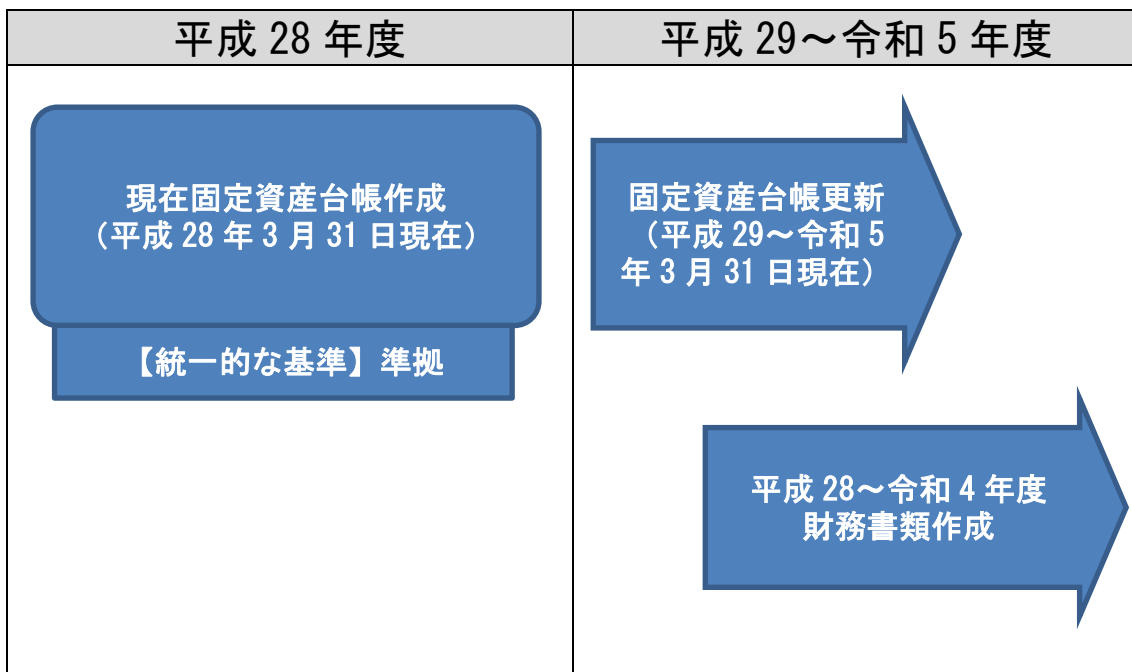 平成 28 年度
平成 29～令和 5 年度
現在固定資産台帳作成
（平成 28 年 3 月 31 日現在）
【統一的な基準】準拠
固定資産台帳更新
（平成 29～令和 5
年 3 月 31 日現在）
平成 28～令和 4 年度
財務書類作成